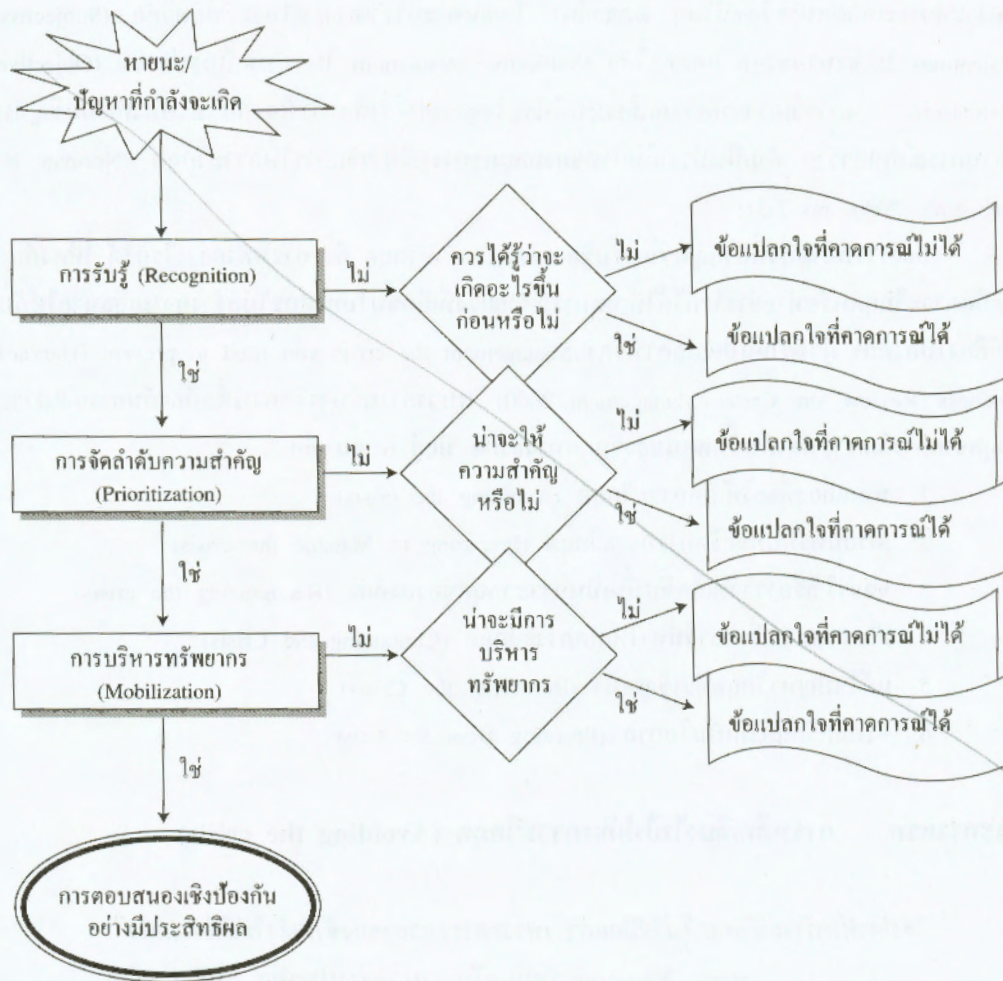 หายนะ/
ปัญหาที่กำลังจะเกิด
การรับรู้ (Recognition)
ไม่
ควรได้รู้ว่าจะ
เกิดอะไรขึ้น
ก่อนหรือไม่
ไม่
ข้อแปลกใจที่คาดการณ์ไม่ได้
ใช่
ข้อแปลกใจที่คาดการณ์ได้
ใช่
การจัดลำดับความสำคัญ
(Prioritization)
ไม่
น่าจะให้
ความสำคัญ
หรือไม่
ไม่
ข้อแปลกใจที่คาดการณ์ไม่ได้
ใช่
ข้อแปลกใจที่คาดการณ์ได้
ใช่
การบริหารทรัพยากร
(Mobilization)
ไม่
น่าจะมีการ
บริหาร
ทรัพยากร
ไม่
ข้อแปลกใจที่คาดการณ์ไม่ได้
ใช่
ข้อแปลกใจที่คาดการณ์ได้
ใช่
การตอบสนองเชิงป้องกัน
อย่างมีประสิทธิผล